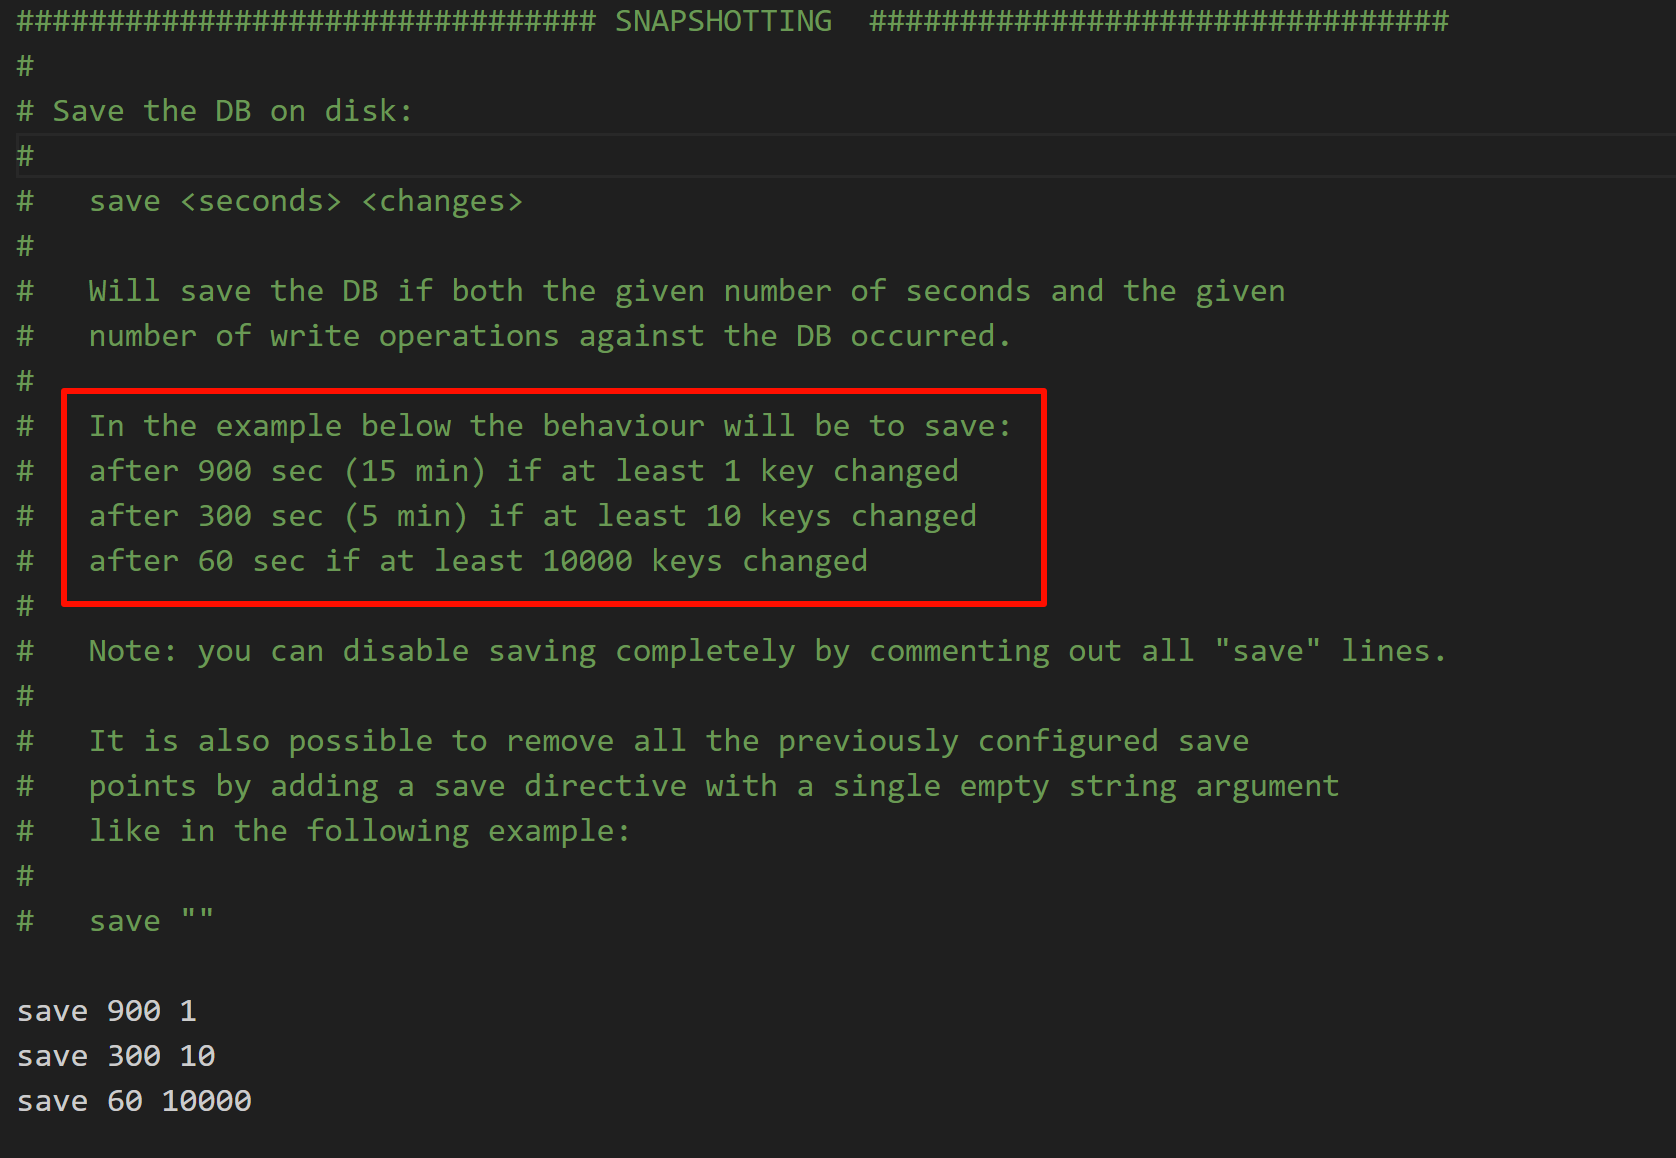 ################################ SNAPSHOTTING  ################################
#
# Save the DB on disk:
#
#   save <seconds> <changes>
#
#   Will save the DB if both the given number of seconds and the given
#   number of write operations against the DB occurred.
#
#   In the example below the behaviour will be to save:
#   after 900 sec (15 min) if at least 1 key changed
#   after 300 sec (5 min) if at least 10 keys changed
#   after 60 sec if at least 10000 keys changed
#
#   Note: you can disable saving completely by commenting out all "save" lines.
#
#   It is also possible to remove all the previously configured save
#   points by adding a save directive with a single empty string argument
#   like in the following example:
#
#   save ""

save 900 1
save 300 10
save 60 10000